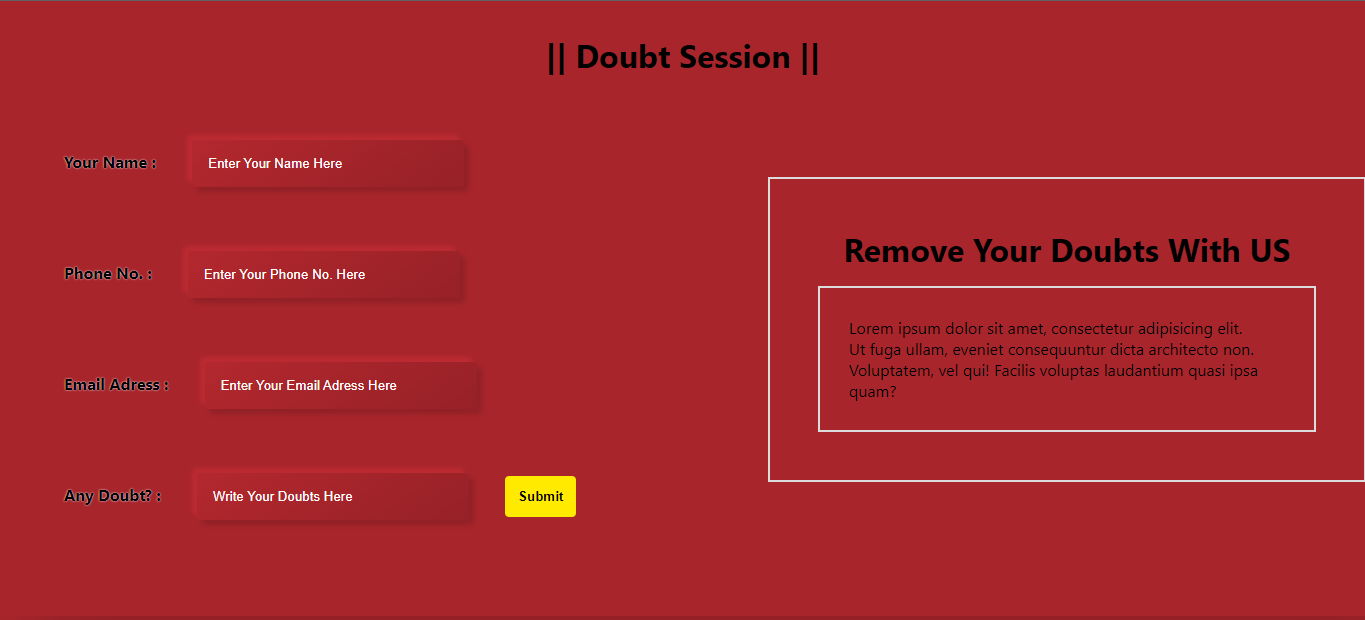 || Doubt Session ||
Your Name :
Enter Your Name Here
Phone No. :
Enter Your Phone No. Here
Email Adress :
Enter Your Email Adress Here
Any Doubt? :
Write Your Doubts Here
Submit
Remove Your Doubts With US
Lorem ipsum dolor sit amet, consectetur adipisicing elit.
Ut fuga ullam, eveniet consequuntur dicta architecto non.
Voluptatem, vel qui! Facilis voluptas laudantium quasi ipsa
quam?